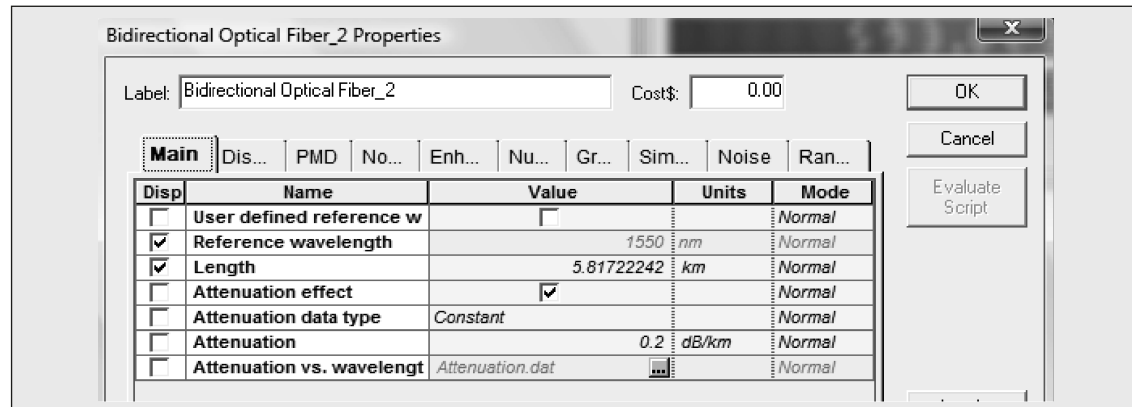 Bidirectional Optical Fiber_2 Properties
x
Label: Bidirectional Optical Fiber_2 Cost$: 0.00
OK
Cancel
Evaluate Script
Main Dis... PMD No... Enh... Nu... Gr... Sim... Noise Ran...
Disp Name Value Units Mode
User defined reference w Normal
Reference wavelength 1550 nm Normal
Length 5.81722242 km Normal
Attenuation effect Normal
Attenuation data type Constant Normal
Attenuation 0.2 dB/km Normal
Attenuation vs. wavelengt Attenuation.dat ... Normal